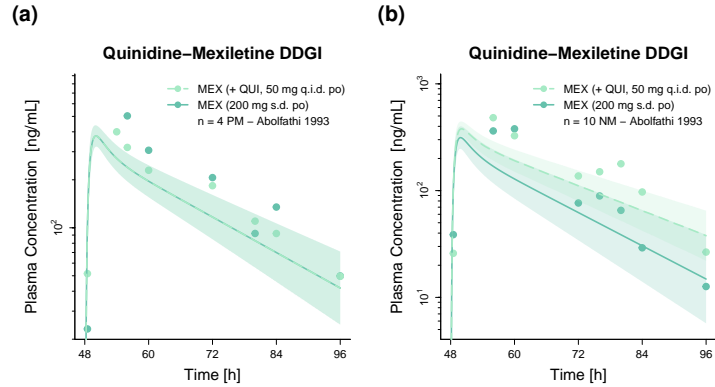 (a)
Quinidine–Mexiletine DDGI
MEX (+ QUI, 50 mg q.i.d. po)
MEX (200 mg s.d. po)
n = 4 PM – Abolfathi 1993
Plasma Concentration [ng/mL]
10²
48 60 72 84 96
Time [h]
(b)
Quinidine–Mexiletine DDGI
MEX (+ QUI, 50 mg q.i.d. po)
MEX (200 mg s.d. po)
n = 10 NM – Abolfathi 1993
Plasma Concentration [ng/mL]
10³
10²
10¹
48 60 72 84 96
Time [h]